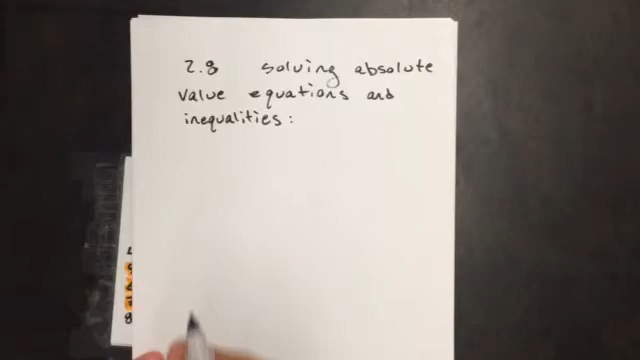 2.8 solving absolute
value equations and
inequalities: